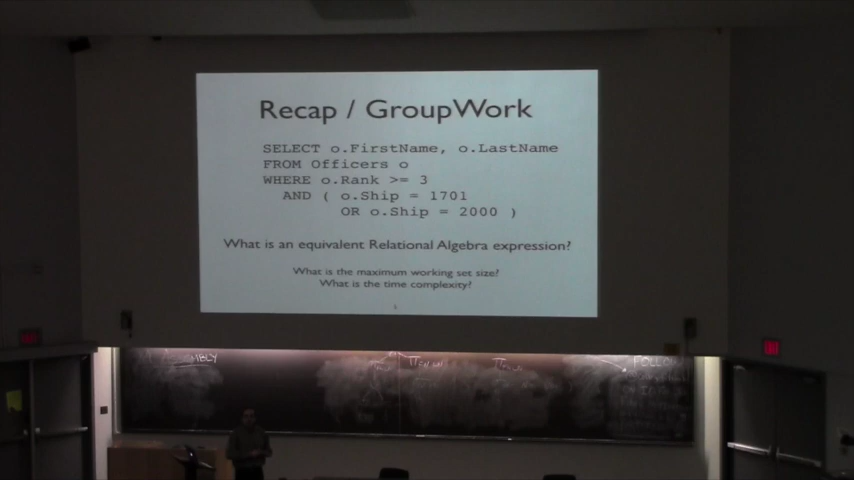 Recap / GroupWork
SELECT o.FirstName, o.LastName
FROM Officers o
WHERE o.Rank >= 3
AND ( o.Ship = 1701
OR o.Ship = 2000 )
What is an equivalent Relational Algebra expression?
What is the maximum working set size?
What is the time complexity?
ASSEMBLY